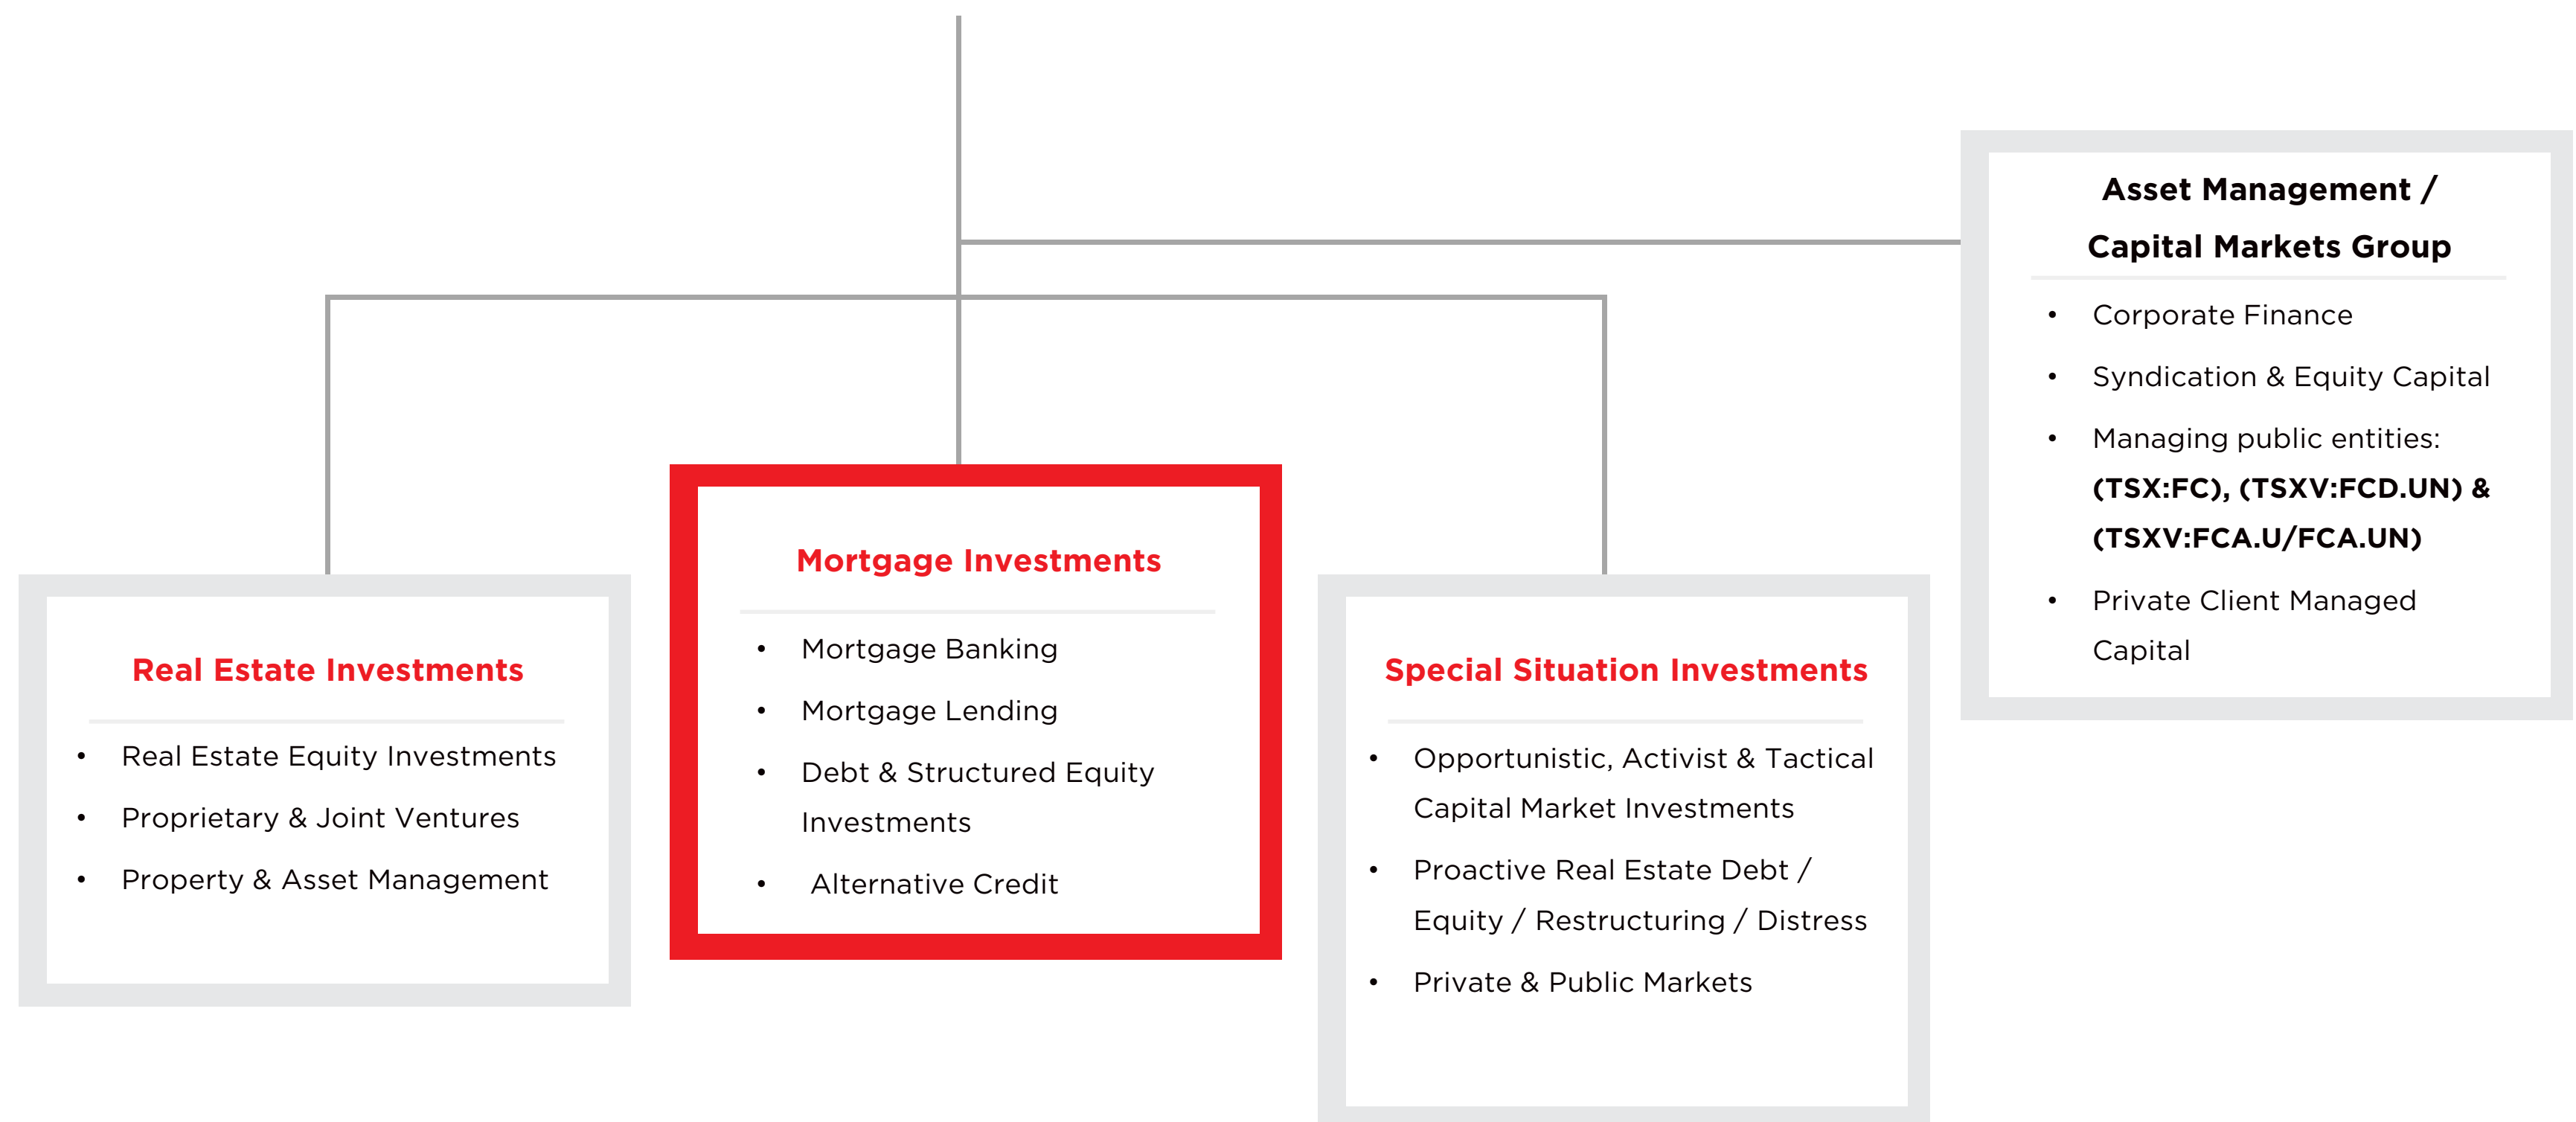 Asset Management /
Capital Markets Group
• Corporate Finance
• Syndication & Equity Capital
• Managing public entities:
(TSX:FC), (TSXV:FCD.UN) &
(TSXV:FCA.U/FCA.UN)
• Private Client Managed
Capital
Real Estate Investments
• Real Estate Equity Investments
• Proprietary & Joint Ventures
• Property & Asset Management
Mortgage Investments
• Mortgage Banking
• Mortgage Lending
• Debt & Structured Equity
Investments
• Alternative Credit
Special Situation Investments
• Opportunistic, Activist & Tactical
Capital Market Investments
• Proactive Real Estate Debt /
Equity / Restructuring / Distress
• Private & Public Markets